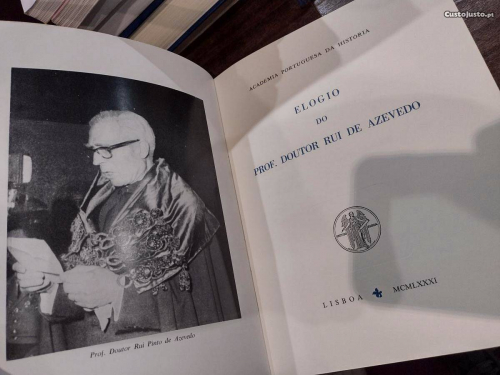 CustoJusto.pt
ACADEMIA PORTUGUESA DA HISTÓRIA
ELOGIO
DO
PROF. DOUTOR RUI DE AZEVEDO
LISBOA MCMLXXXI
Prof. Doutor Rui Pinto de Azevedo